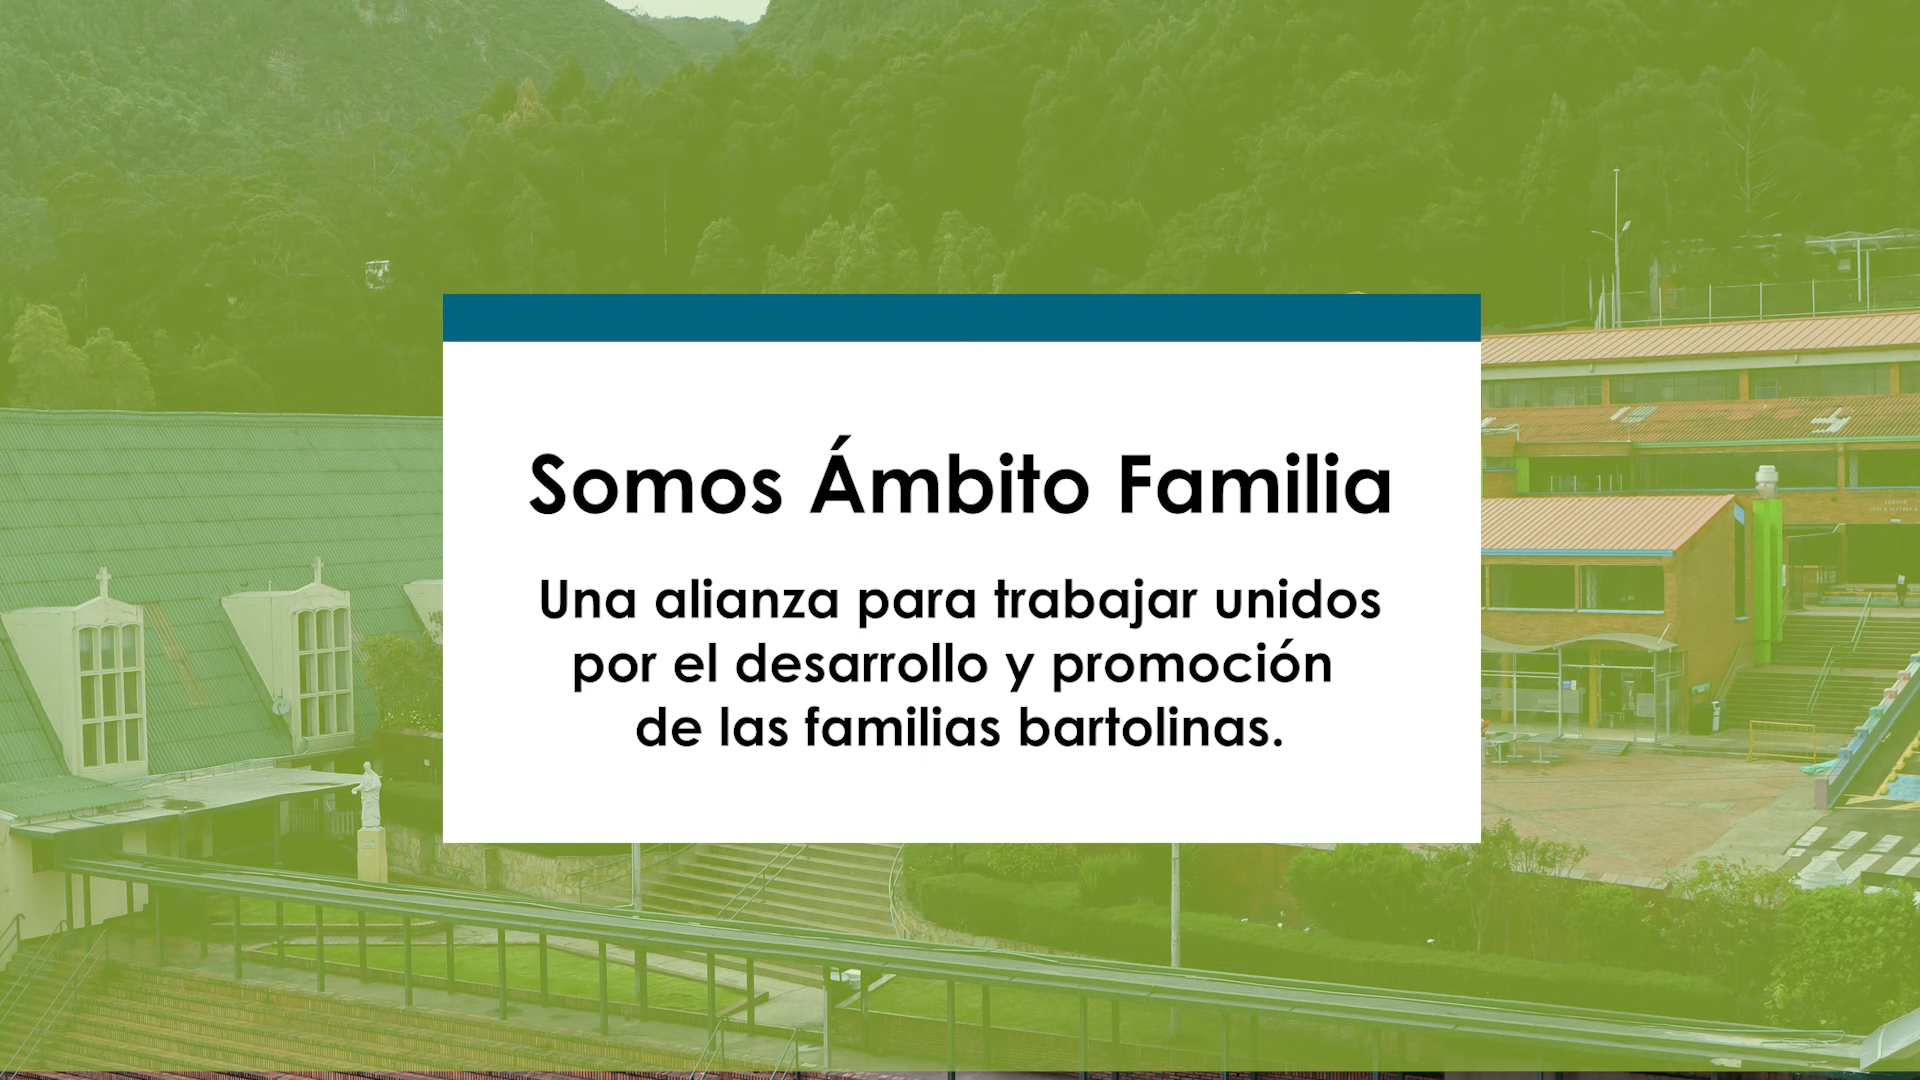 Somos Ámbito Familia
Una alianza para trabajar unidos
por el desarrollo y promoción
de las familias bartolinas.